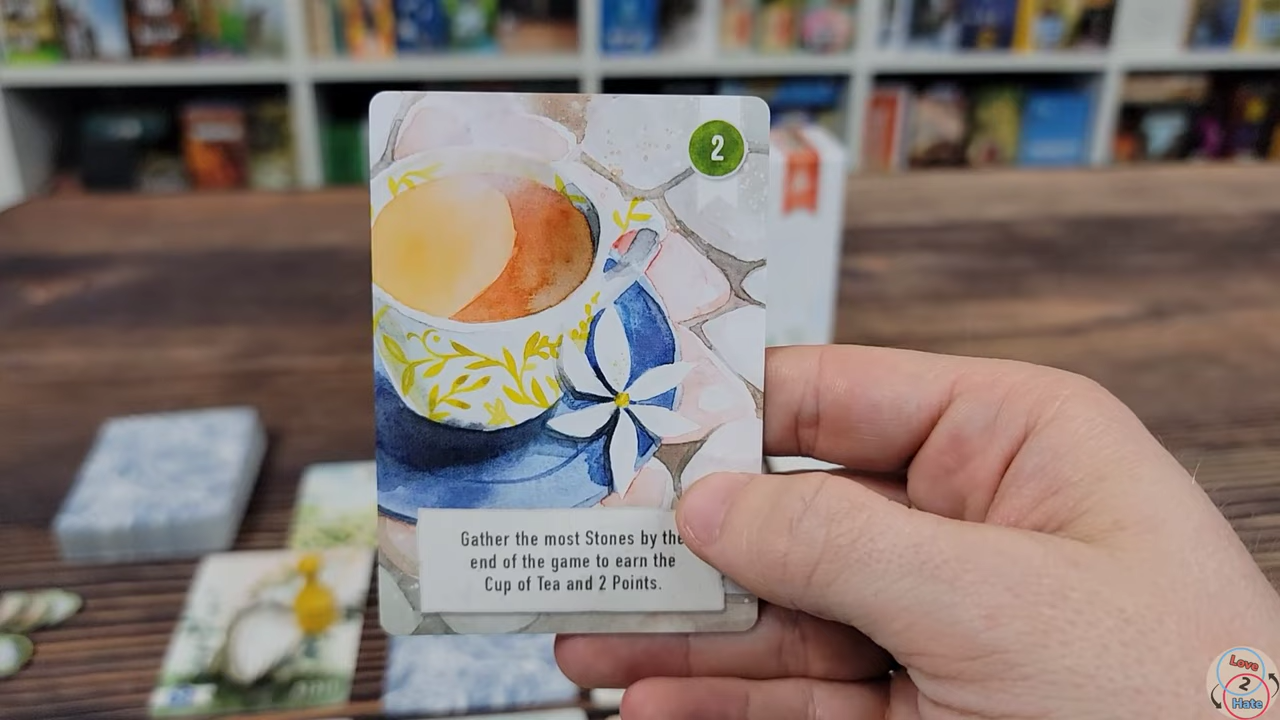 2
Gather the most Stones by the
end of the game to earn the
Cup of Tea and 2 Points.
Love
2
Hate